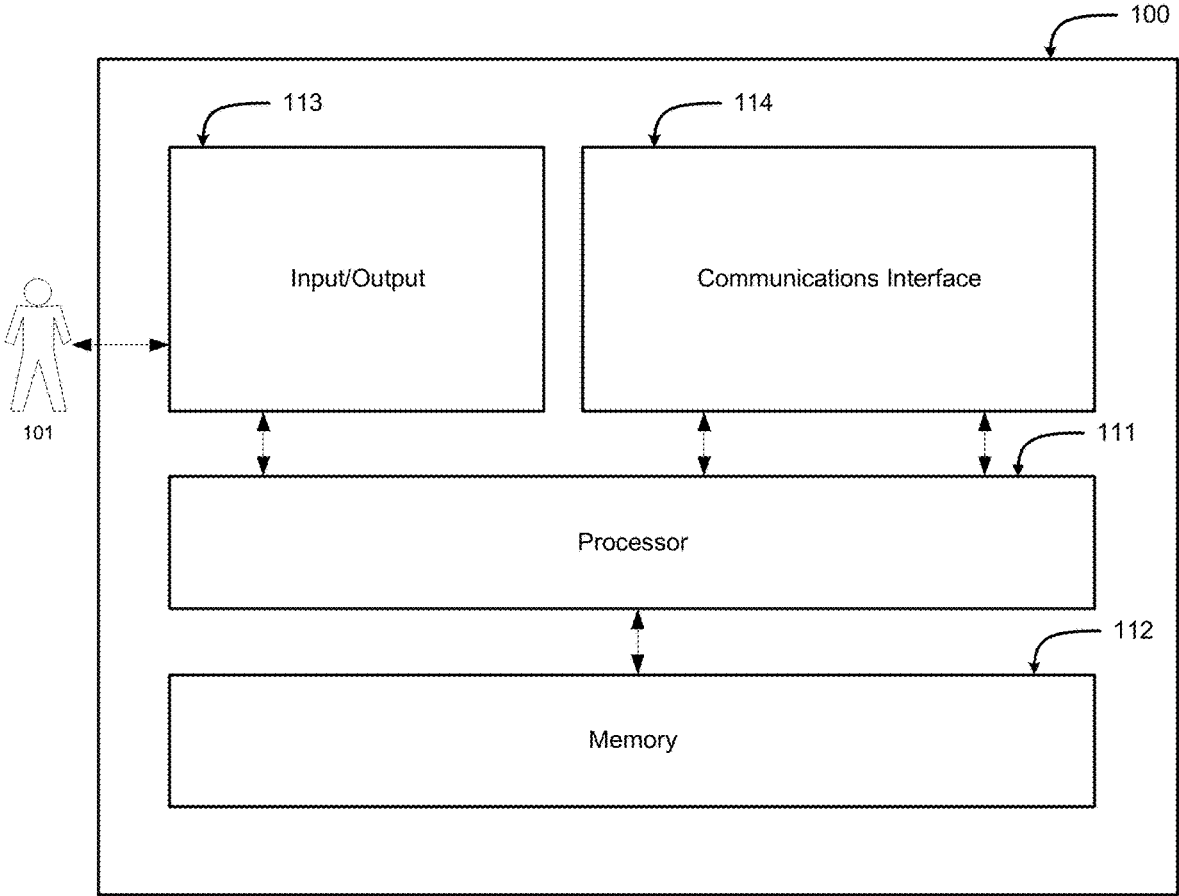 100
113
114
Input/Output
Communications Interface
101
111
Processor
112
Memory